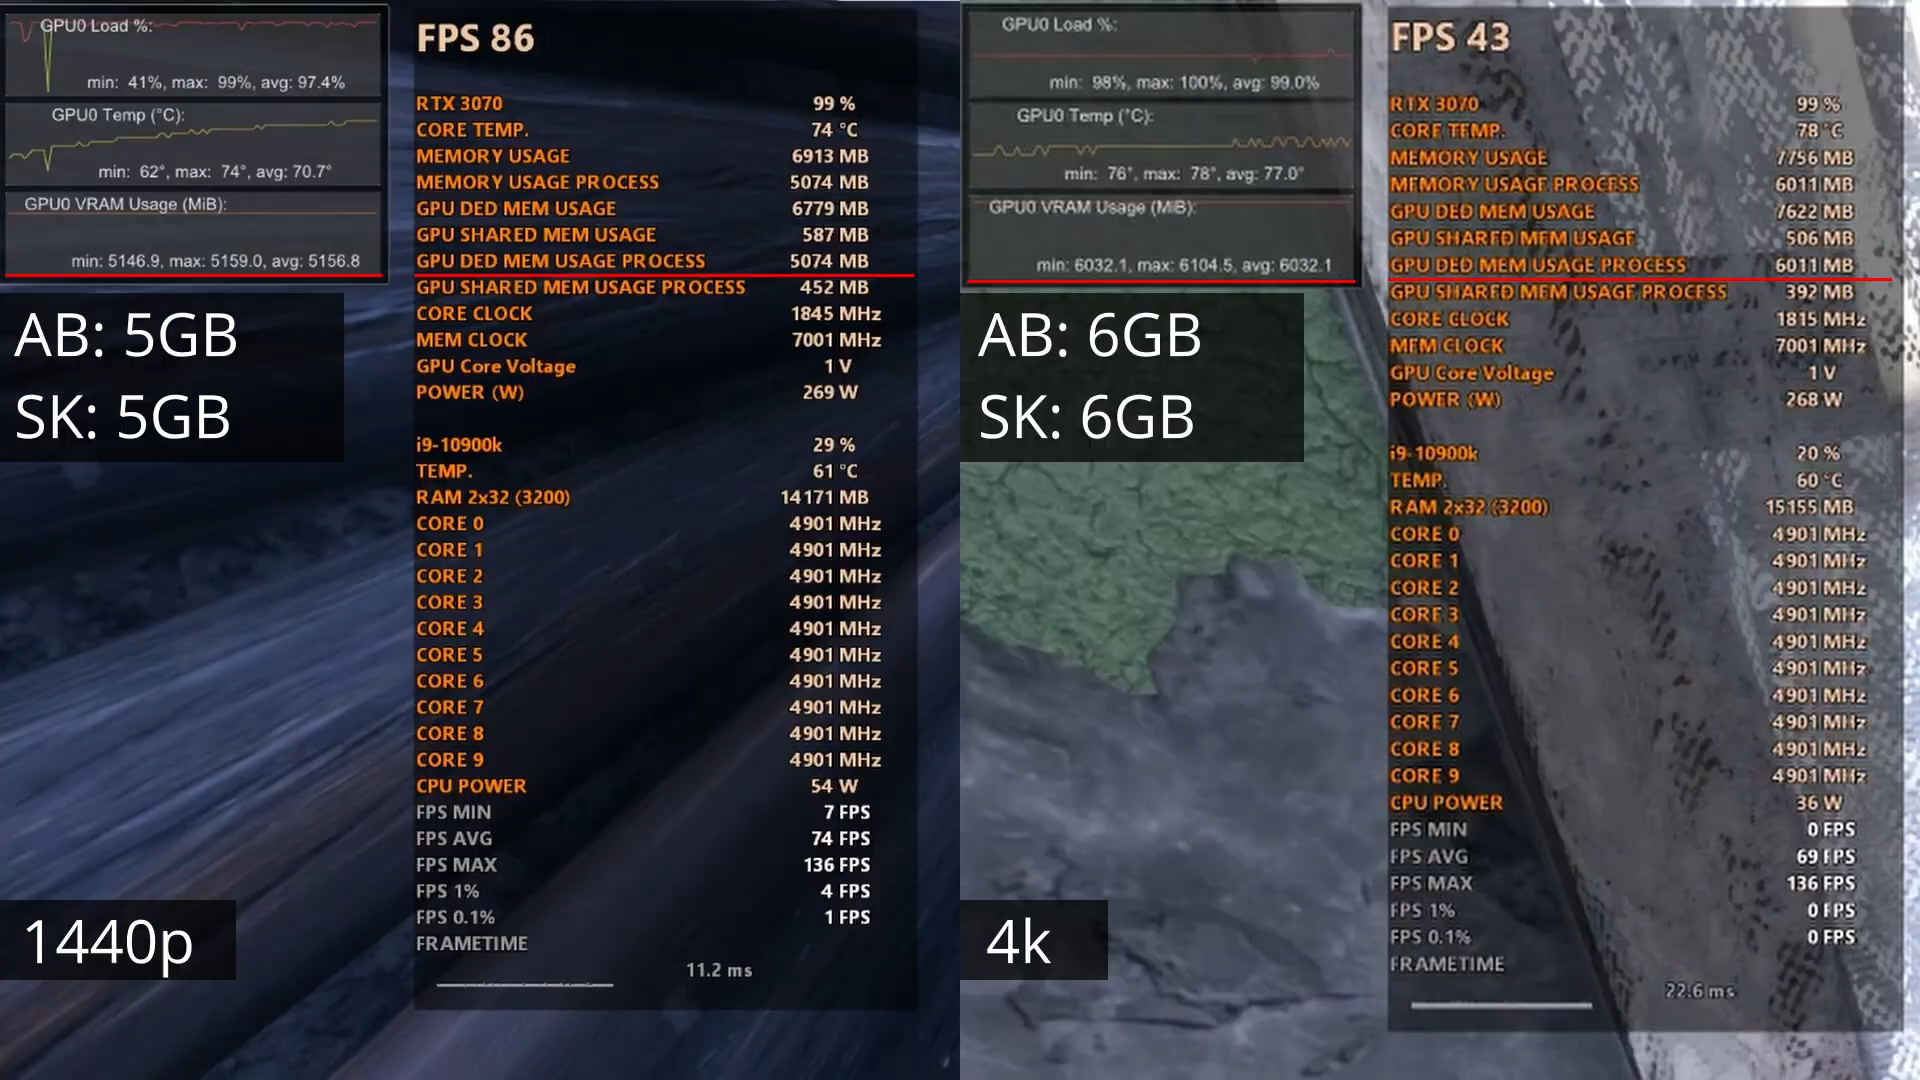 GPU0 Load %:
min: 41%, max: 99%, avg: 97.4%
GPU0 Temp (°C):
min: 62°, max: 74°, avg: 70.7°
GPU0 VRAM Usage (MiB):
min: 5146.9, max: 5159.0, avg: 5156.8
AB: 5GB
SK: 5GB
1440p
FPS 86
RTX 3070 99 %
CORE TEMP. 74 °C
MEMORY USAGE 6913 MB
MEMORY USAGE PROCESS 5074 MB
GPU DED MEM USAGE 6779 MB
GPU SHARED MEM USAGE 587 MB
GPU DED MEM USAGE PROCESS 5074 MB
GPU SHARED MEM USAGE PROCESS 452 MB
CORE CLOCK 1845 MHz
MEM CLOCK 7001 MHz
GPU Core Voltage 1 V
POWER (W) 269 W
i9-10900k 29 %
TEMP. 61 °C
RAM 2x32 (3200) 14171 MB
CORE 0 4901 MHz
CORE 1 4901 MHz
CORE 2 4901 MHz
CORE 3 4901 MHz
CORE 4 4901 MHz
CORE 5 4901 MHz
CORE 6 4901 MHz
CORE 7 4901 MHz
CORE 8 4901 MHz
CORE 9 4901 MHz
CPU POWER 54 W
FPS MIN 7 FPS
FPS AVG 74 FPS
FPS MAX 136 FPS
FPS 1% 4 FPS
FPS 0.1% 1 FPS
FRAMETIME
11.2 ms
GPU0 Load %:
min: 98%, max: 100%, avg: 99.0%
GPU0 Temp (°C):
min: 76°, max: 78°, avg: 77.0°
GPU0 VRAM Usage (MiB):
min: 6032.1, max: 6104.5, avg: 6032.1
AB: 6GB
SK: 6GB
4k
FPS 43
RTX 3070 99 %
CORE TEMP. 78 °C
MEMORY USAGE 7756 MB
MEMORY USAGE PROCESS 6011 MB
GPU DED MEM USAGE 7622 MB
GPU SHARED MEM USAGE 506 MB
GPU DED MEM USAGE PROCESS 6011 MB
GPU SHARED MEM USAGE PROCESS 392 MB
CORE CLOCK 1815 MHz
MEM CLOCK 7001 MHz
GPU Core Voltage 1 V
POWER (W) 268 W
i9-10900k 20 %
TEMP. 60 °C
RAM 2x32 (3200) 15155 MB
CORE 0 4901 MHz
CORE 1 4901 MHz
CORE 2 4901 MHz
CORE 3 4901 MHz
CORE 4 4901 MHz
CORE 5 4901 MHz
CORE 6 4901 MHz
CORE 7 4901 MHz
CORE 8 4901 MHz
CORE 9 4901 MHz
CPU POWER 36 W
FPS MIN 0 FPS
FPS AVG 69 FPS
FPS MAX 136 FPS
FPS 1% 0 FPS
FPS 0.1% 0 FPS
FRAMETIME
22.6 ms